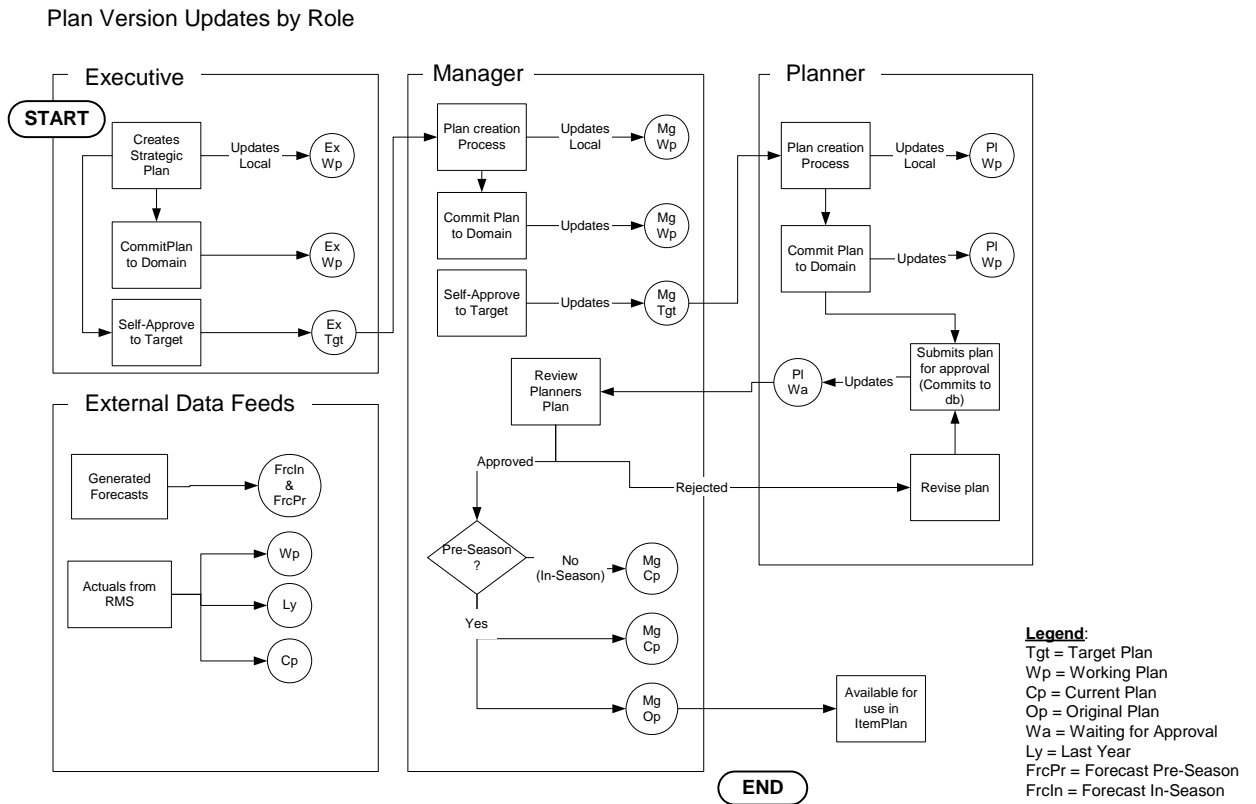 Plan Version Updates by Role
Executive
START
Creates
Strategic
Plan
Updates
Local
Ex
Wp
CommitPlan
to Domain
Ex
Wp
Self-Approve
to Target
Ex
Tgt
Manager
Plan creation
Process
Updates
Local
Mg
Wp
Commit Plan
to Domain
Updates
Mg
Wp
Self-Approve
to Target
Updates
Mg
Tgt
Review
Planners
Plan
Approved
Rejected
Pre-Season
?
No
(In-Season)
Mg
Cp
Yes
Mg
Cp
Mg
Op
Planner
Plan creation
Process
Updates
Local
Pl
Wp
Commit Plan
to Domain
Updates
Pl
Wp
Submits plan
for approval
(Commits to
db)
Updates
Pl
Wa
Revise plan
Available for
use in
ItemPlan
External Data Feeds
Generated
Forecasts
FrcIn
&
FrcPr
Actuals from
RMS
Wp
Ly
Cp
END
Legend:
Tgt = Target Plan
Wp = Working Plan
Cp = Current Plan
Op = Original Plan
Wa = Waiting for Approval
Ly = Last Year
FrcPr = Forecast Pre-Season
FrcIn = Forecast In-Season